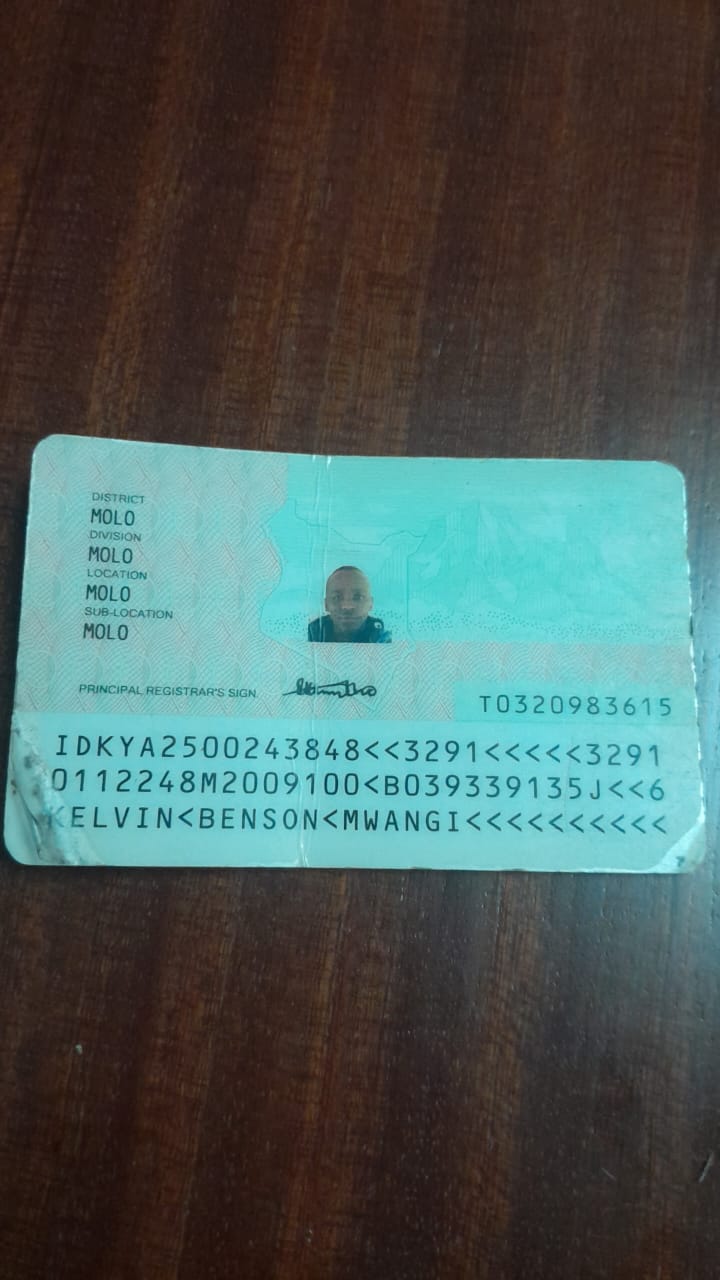 DISTRICT
MOLO
DIVISION
MOLO
LOCATION
MOLO
SUB-LOCATION
MOLO
PRINCIPAL REGISTRAR'S SIGN.
T0320983615
IDKYA2500243848<<3291<<<<<3291
0112248M2009100<B039339135J<<6
KELVIN<BENSON<MWANGI<<<<<<<<<<